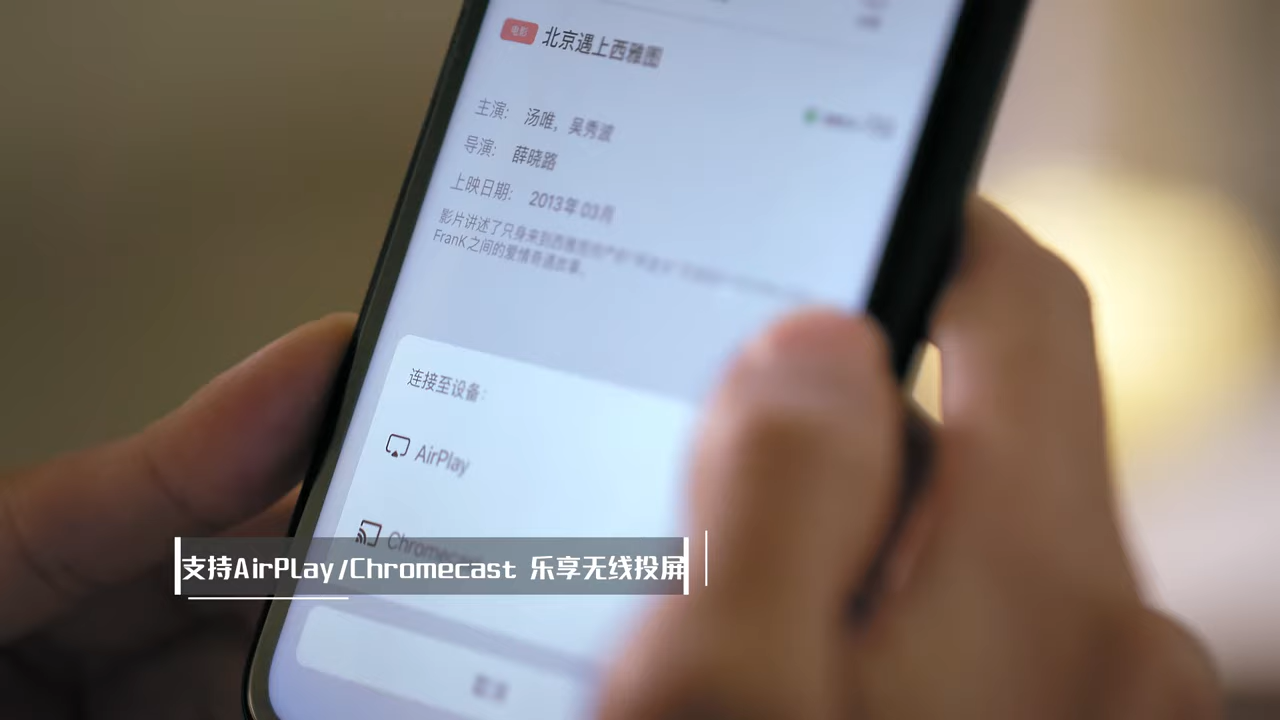 电影 北京遇上西雅图
主演: 汤唯, 吴秀波
导演: 薛晓路
上映日期: 2013年03月
影片讲述了只身来到西雅图
FranK之间的爱情奇遇故事。
连接至设备:
AirPlay
Chromecast
支持AirPLay/Chromecast 乐享无线投屏
取消